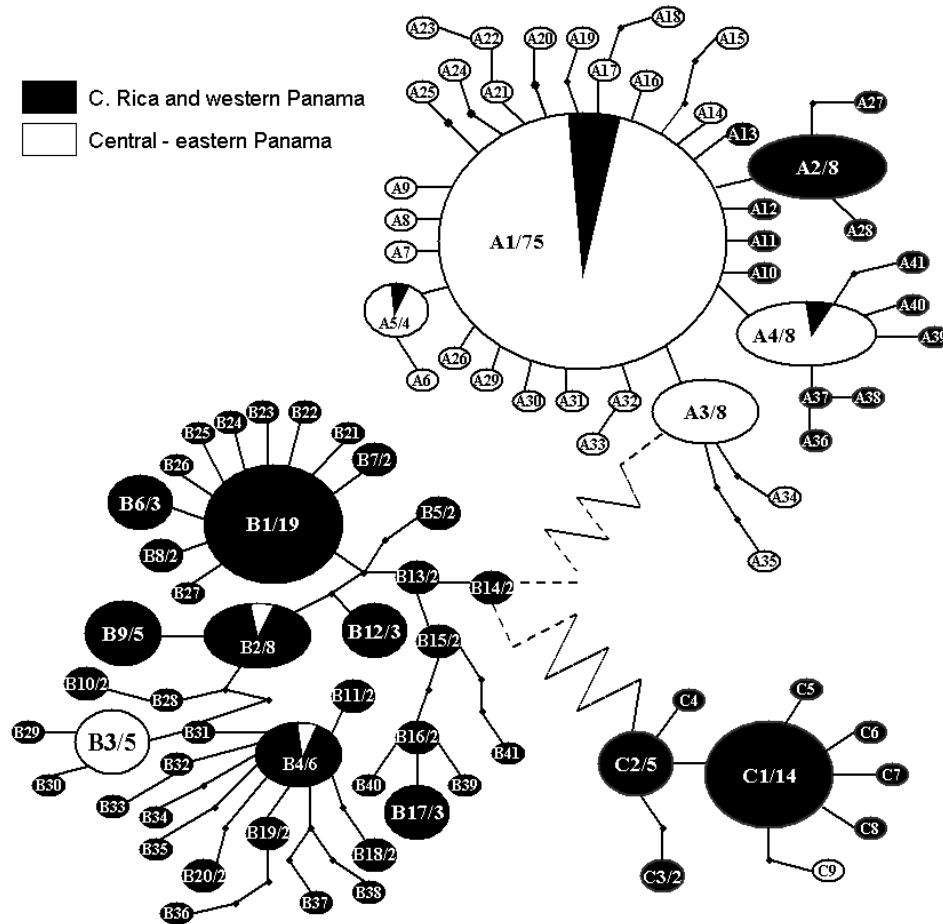 A18
A23
A22
A20
A19
A15
A24
A17
A16
C. Rica and western Panama
A25
A21
A14
A27
A13
Central - eastern Panama
A2/8
A9
A12
A8
A28
A1/75
A11
A7
A41
A10
A40
A5/4
A4/8
A39
A26
A6
A29
A37
A38
A30
A31
A32
A3/8
B23
B22
A33
A36
B24
B25
B21
B7/2
B26
A34
B6/3
B5/2
B1/19
B8/2
A35
B13/2
B27
B14/2
B9/5
B12/3
B2/8
B15/2
B10/2
B11/2
B28
C5
C4
B29
B31
C6
B3/5
B16/2
B41
B32
B4/6
C2/5
C1/14
C7
B30
B40
B39
B33
B34
B17/3
C8
B35
B19/2
B18/2
B20/2
C3/2
C9
B38
B37
B36